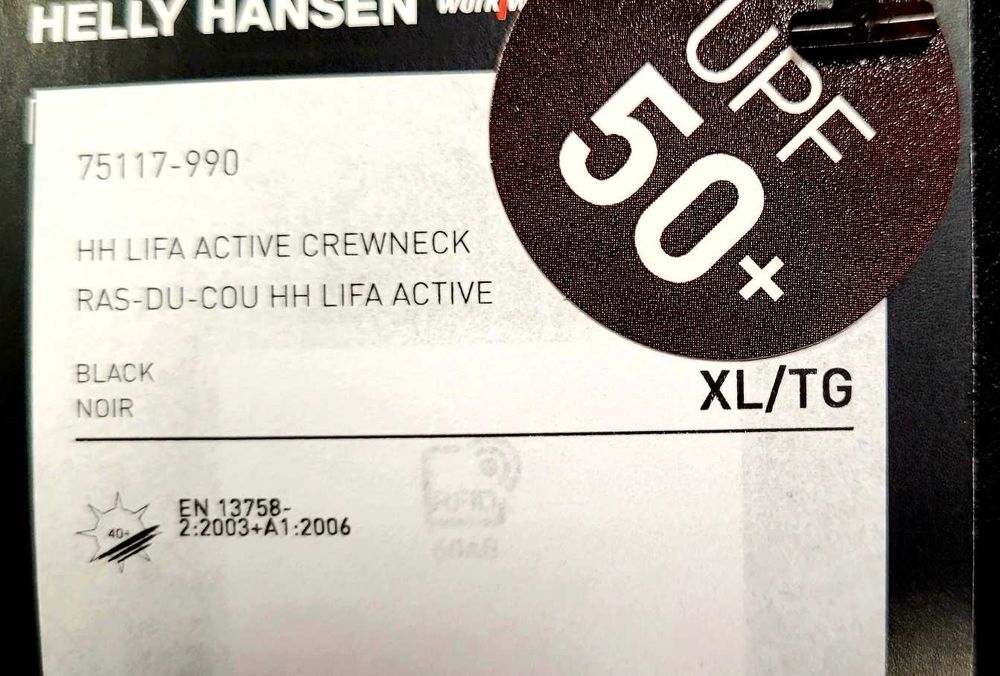 HELLY HANSEN
UPF
50+
75117-990
HH LIFA ACTIVE CREWNECK
RAS-DU-COU HH LIFA ACTIVE
BLACK
NOIR
XL/TG
40+
EN 13758-
2:2003+A1:2006